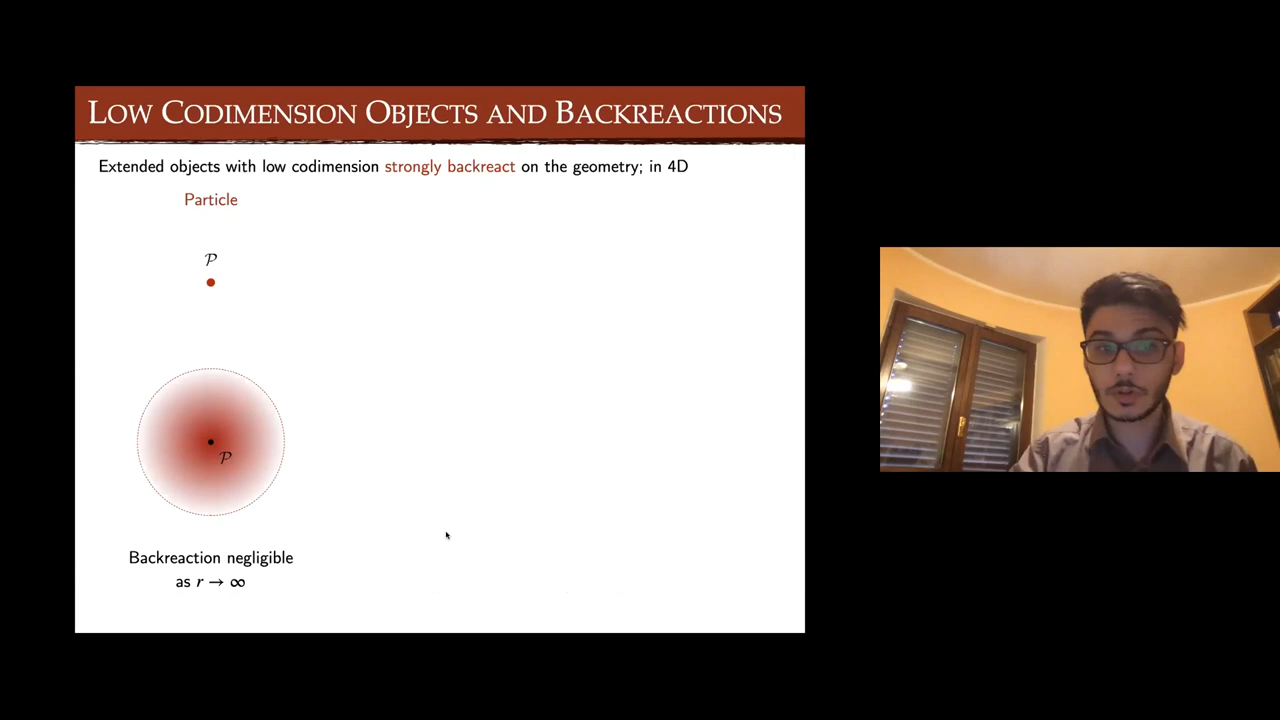 LOW CODIMENSION OBJECTS AND BACKREACTIONS
Extended objects with low codimension strongly backreact on the geometry; in 4D
Particle
𝒫
𝒫
Backreaction negligible
as r → ∞